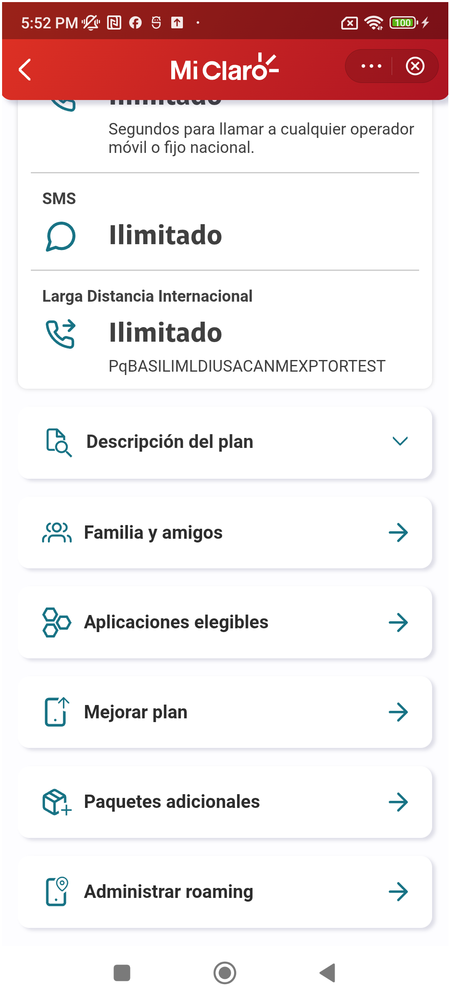 5:52 PM
100
Mi Claro
Ilimitado
Segundos para llamar a cualquier operador
móvil o fijo nacional.
SMS
Ilimitado
Larga Distancia Internacional
Ilimitado
PqBASILIMLDIUSACANMEXPTORTEST
Descripción del plan
Familia y amigos
Aplicaciones elegibles
Mejorar plan
Paquetes adicionales
Administrar roaming